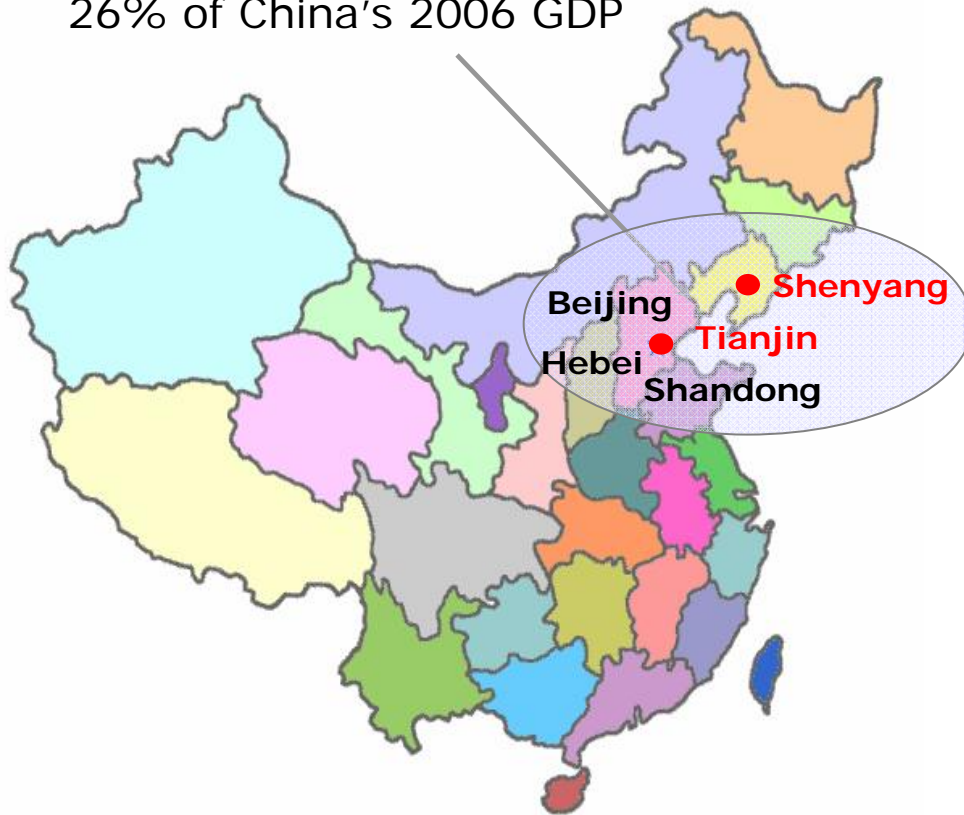 26% of China's 2006 GDP
Shenyang
Beijing
Tianjin
Hebei
Shandong